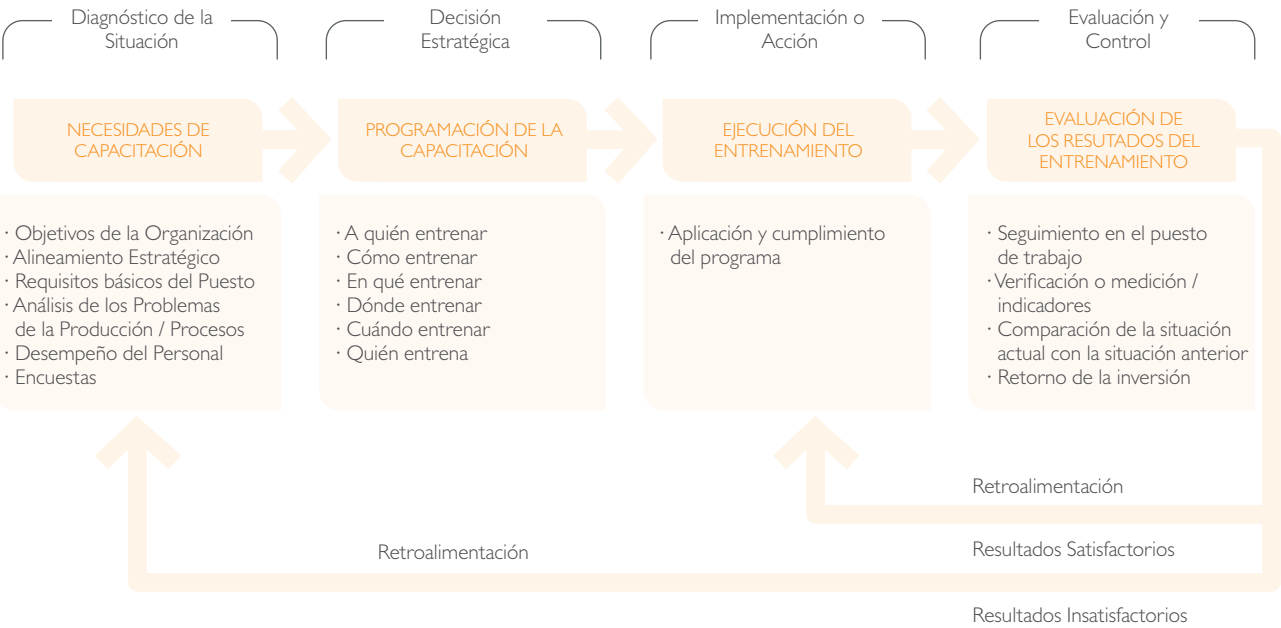 Diagnóstico de la
Situación
Decisión
Estratégica
Implementación o
Acción
Evaluación y
Control
NECESIDADES DE
CAPACITACIÓN
PROGRAMACIÓN DE LA
CAPACITACIÓN
EJECUCIÓN DEL
ENTRENAMIENTO
EVALUACIÓN DE
LOS RESUTADOS DEL
ENTRENAMIENTO
· Objetivos de la Organización
· Alineamiento Estratégico
· Requisitos básicos del Puesto
· Análisis de los Problemas
de la Producción / Procesos
· Desempeño del Personal
· Encuestas
· A quién entrenar
· Cómo entrenar
· En qué entrenar
· Dónde entrenar
· Cuándo entrenar
· Quién entrena
· Aplicación y cumplimiento
del programa
· Seguimiento en el puesto
de trabajo
· Verificación o medición /
indicadores
· Comparación de la situación
actual con la situación anterior
· Retorno de la inversión
Retroalimentación
Resultados Satisfactorios
Retroalimentación
Resultados Insatisfactorios